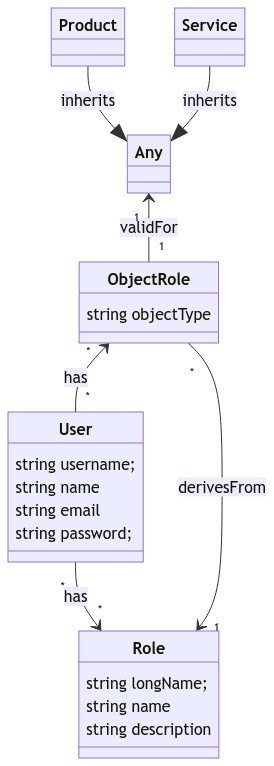 Product
Service
inherits
inherits
Any
1
validFor
1
ObjectRole
string objectType
*
*
has
*
User
string username;
string name
string email
string password;
derivesFrom
*
has
*
1
Role
string longName;
string name
string description